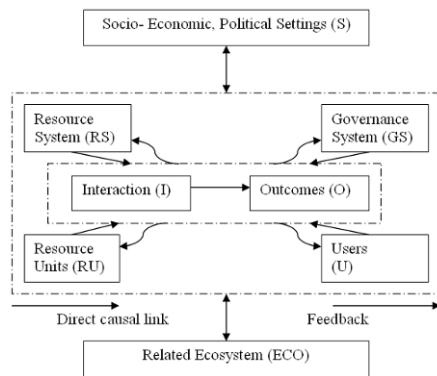 Socio- Economic, Political Settings (S)
Resource
System (RS)
Governance
System (GS)
Interaction (I)
Outcomes (O)
Resource
Units (RU)
Users
(U)
Direct causal link
Feedback
Related Ecosystem (ECO)